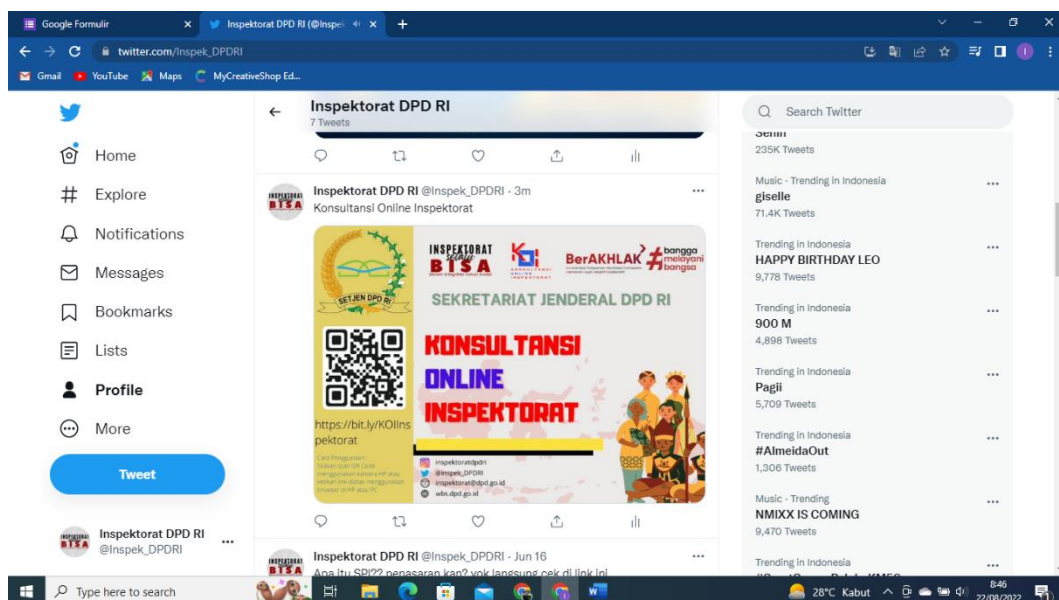 Google Formulir
Inspektorat DPD RI (@Inspek
twitter.com/Inspek_DPDRI
Gmail
YouTube
Maps
MyCreativeShop Ed...
Home
Explore
Notifications
Messages
Bookmarks
Lists
Profile
More
Tweet
Inspektorat DPD RI
@Inspek_DPDRI
Inspektorat DPD RI
7 Tweets
Inspektorat DPD RI @Inspek_DPDRI · 3m
Konsultansi Online Inspektorat
SETJEN DPD RI
INSPEKTORAT
selalu
BISA
KOI
KONSULTANSI
ONLINE
INSPEKTORAT
BerAKHLAK
# bangga
melayani
bangsa
SEKRETARIAT JENDERAL DPD RI
KONSULTANSI
ONLINE
INSPEKTORAT
https://bit.ly/KOIIns
pektorat
Cara Penggunaan :
inspektoratdpdri
@inspek_DPDRI
inspektorat@dpd.go.id
wbs.dpd.go.id
Inspektorat DPD RI @Inspek_DPDRI · Jun 16
Apa itu SPI?? penasaran kan? yok langsung cek di link ini
Search Twitter
Senin
235K Tweets
Music · Trending in Indonesia
giselle
71.4K Tweets
Trending in Indonesia
HAPPY BIRTHDAY LEO
9,778 Tweets
Trending in Indonesia
900 M
4,898 Tweets
Trending in Indonesia
Pagii
5,709 Tweets
Trending in Indonesia
#AlmeidaOut
1,306 Tweets
Music · Trending
NMIXX IS COMING
9,470 Tweets
Trending in Indonesia
Type here to search
28°C Kabut
8:46
22/08/2022